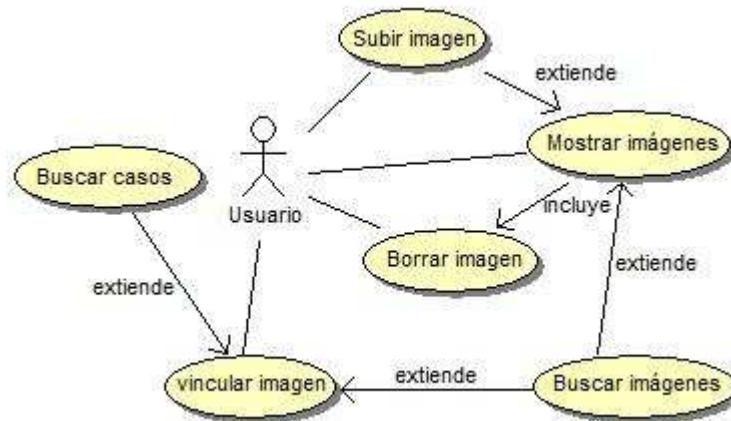 Subir imagen
extiende
Mostrar imágenes
Buscar casos
Usuario
incluye
Borrar imagen
extiende
extiende
vincular imagen
extiende
Buscar imágenes